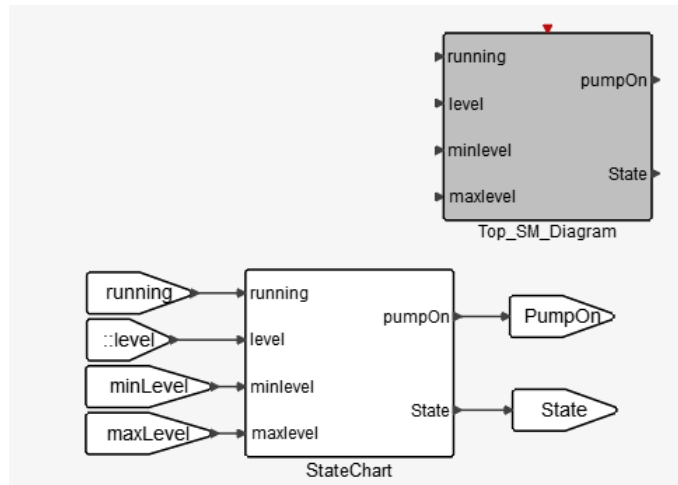 running
pumpOn
level
minlevel
State
maxlevel
Top_SM_Diagram
running
running
pumpOn
PumpOn
::level
level
minLevel
minlevel
State
State
maxLevel
maxlevel
StateChart